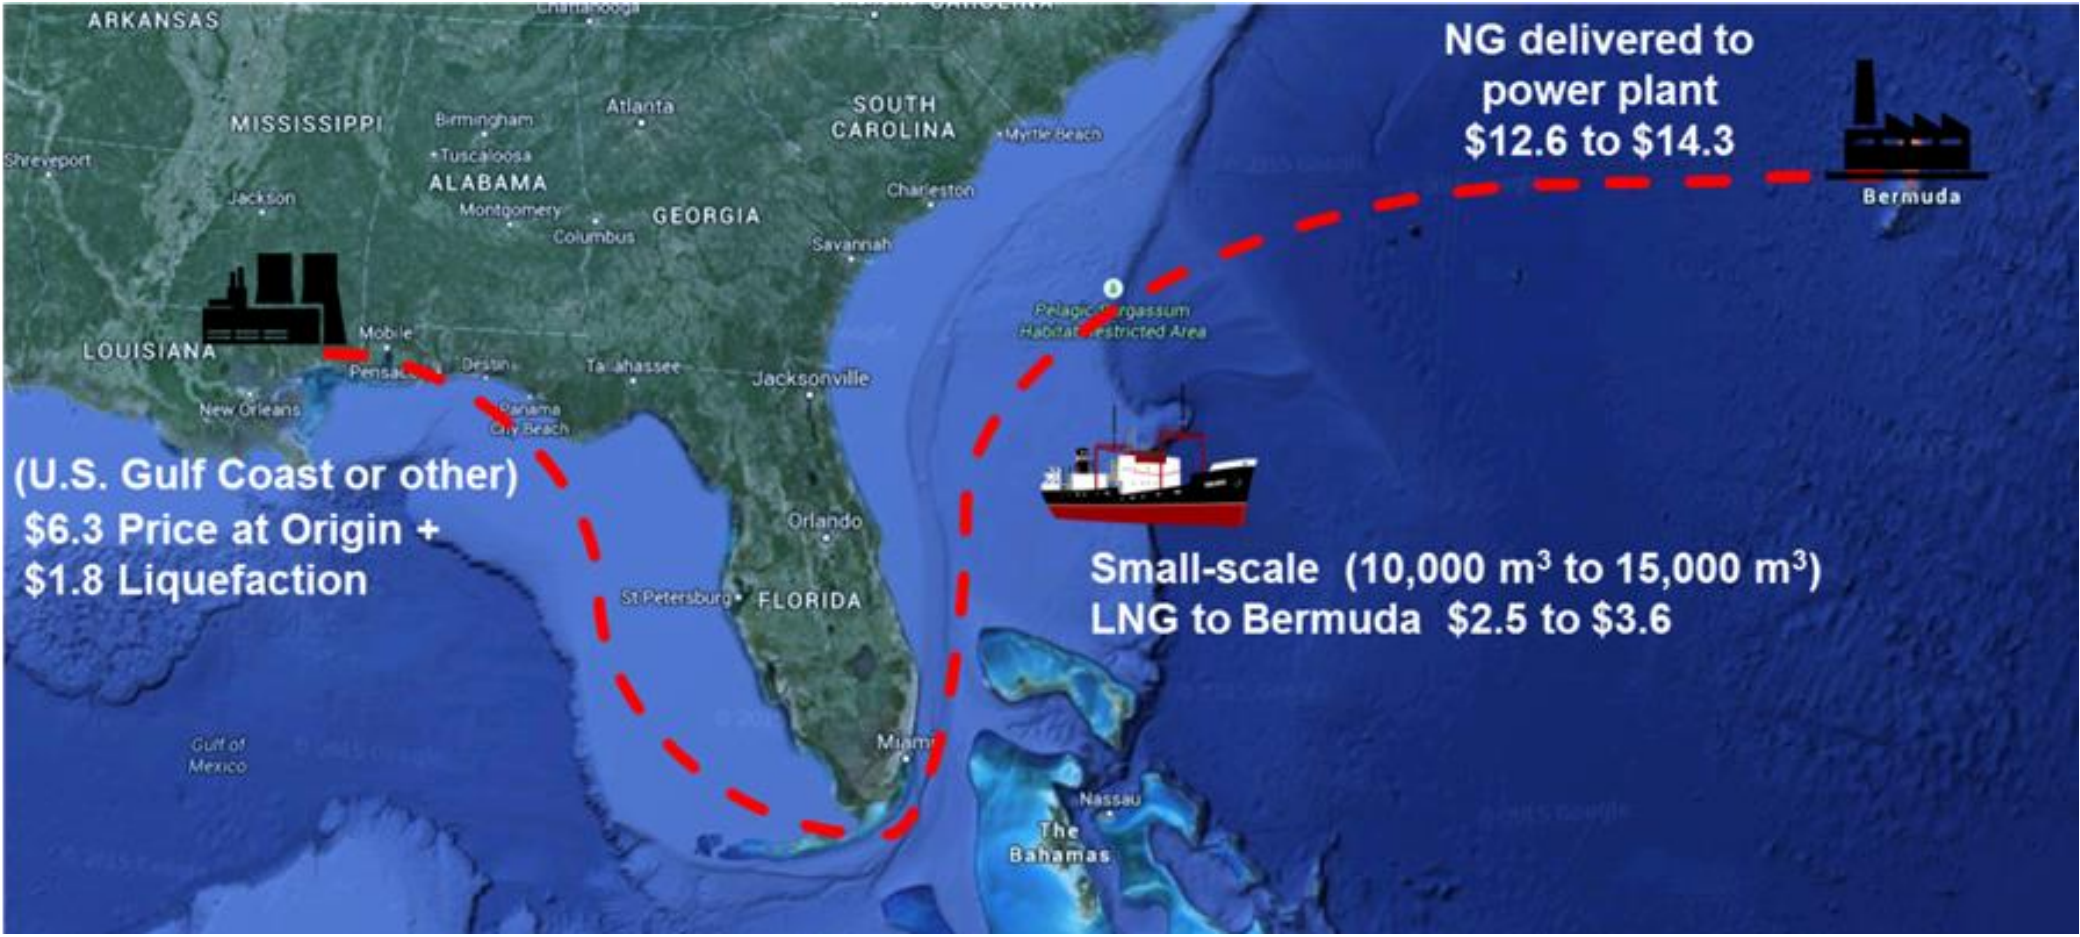 ARKANSAS
Chattanooga
CAROLINA
MISSISSIPPI
Birmingham
Atlanta
SOUTH
CAROLINA
Myrtle Beach
Shreveport
Tuscaloosa
ALABAMA
Jackson
Montgomery
Columbus
GEORGIA
Charleston
Savannah
NG delivered to
power plant
$12.6 to $14.3
Bermuda
Pelagic Sargassum
Habitat Restricted Area
Mobile
LOUISIANA
Pensacola
Destin
Tallahassee
Jacksonville
New Orleans
Panama
City Beach
(U.S. Gulf Coast or other)
$6.3 Price at Origin +
$1.8 Liquefaction
Orlando
St Petersburg
FLORIDA
Small-scale (10,000 m³ to 15,000 m³)
LNG to Bermuda $2.5 to $3.6
Gulf of
Mexico
Miami
Nassau
The
Bahamas